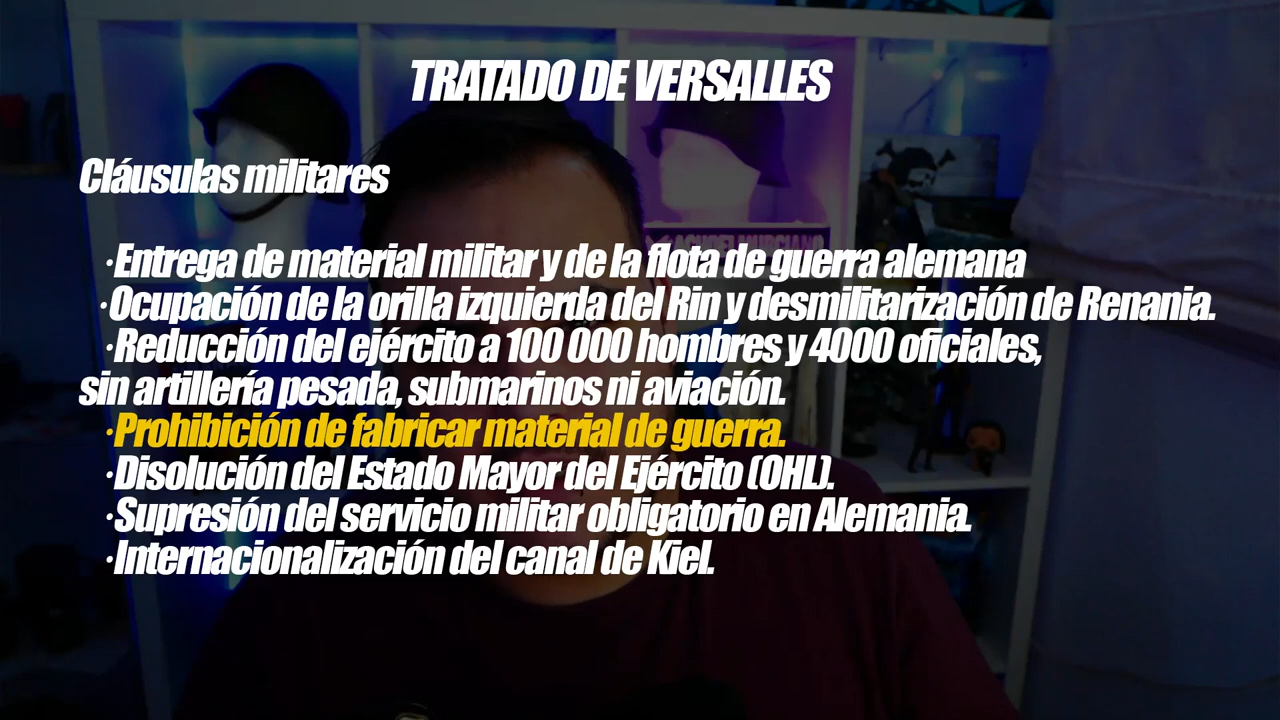 TRATADO DE VERSALLES
Cláusulas militares
·Entrega de material militar y de la flota de guerra alemana
·Ocupación de la orilla izquierda del Rin y desmilitarización de Renania.
·Reducción del ejército a 100 000 hombres y 4000 oficiales,
sin artillería pesada, submarinos ni aviación.
·Prohibición de fabricar material de guerra.
·Disolución del Estado Mayor del Ejército (OHL).
·Supresión del servicio militar obligatorio en Alemania.
·Internacionalización del canal de Kiel.